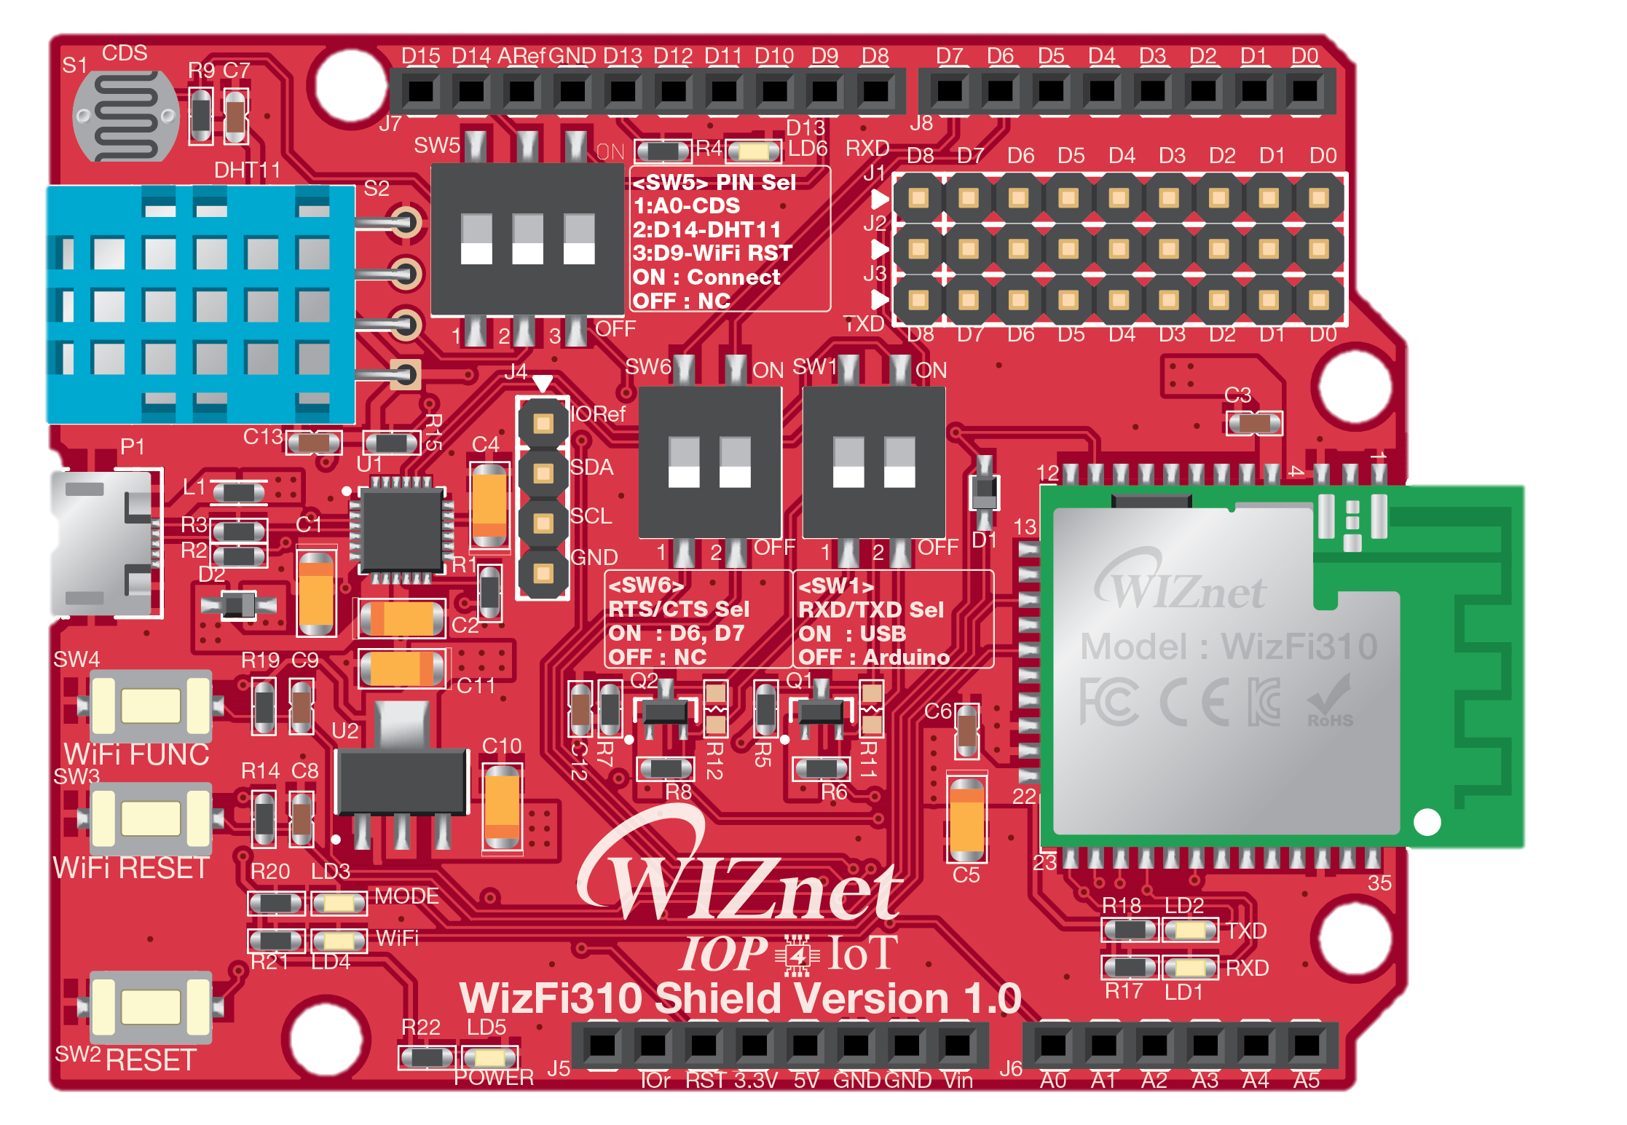 CDS
S1
R9 C7
DHT11
S2
D15 D14 ARef GND D13 D12 D11 D10 D9 D8
J7
D7 D6 D5 D4 D3 D2 D1 D0
J8
SW5
ON
R4
D13
LD6
RXD
<SW5> PIN Sel
1:A0-CDS
2:D14-DHT11
3:D9-WiFi RST
ON : Connect
OFF : NC
1 2 3 OFF
D8 D7 D6 D5 D4 D3 D2 D1 D0
J1
J2
J3
TXD
D8 D7 D6 D5 D4 D3 D2 D1 D0
J4
IORef
SDA
SCL
GND
SW6
ON
1 2 OFF
SW1
ON
1 2 OFF
<SW6>
RTS/CTS Sel
ON : D6, D7
OFF : NC
<SW1>
RXD/TXD Sel
ON : USB
OFF : Arduino
D1
C3
C13
R15
U1
P1
L1
R3
R2
D2
C1
C4
R1
C2
C11
12
4
1
13
22
23
35
WIZnet
Model : WizFi310
FC CE
RoHS
SW4
R19 C9
WiFi FUNC
SW3
R14 C8
WiFi RESET
U2
C10
Q2
C12
R7
R12
R8
Q1
R5
R11
R6
C6
C5
R20 LD3
MODE
WiFi
R21 LD4
WIZnet
IOP 4 IoT
WizFi310 Shield Version 1.0
R18 LD2
TXD
RXD
R17 LD1
SW2
RESET
R22 LD5
POWER
J5
IOr RST 3.3V 5V GND GND Vin
J6
A0 A1 A2 A3 A4 A5